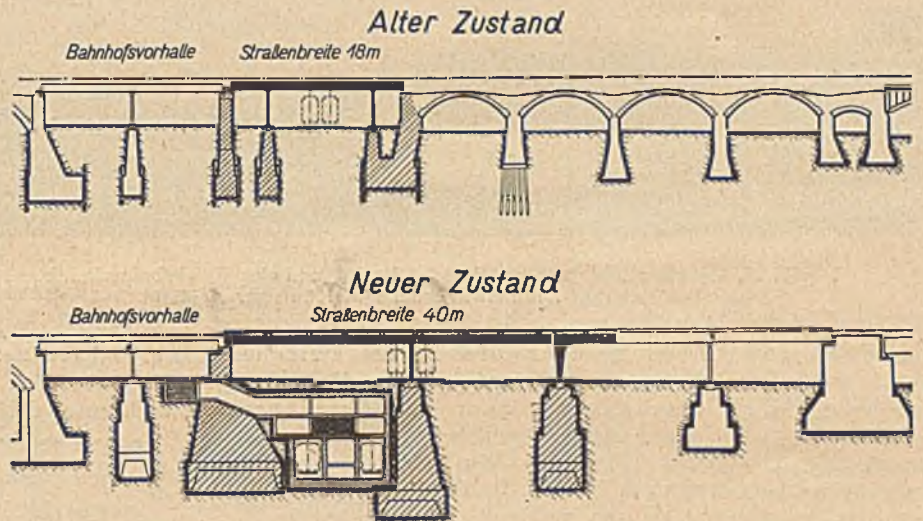 Alter Zustand
Bahnhofsvorhalle Straßenbreite 18m
Neuer Zustand
Bahnhofsvorhalle Straßenbreite 40m